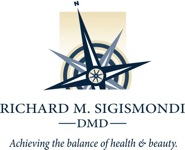 N
RICHARD M. SIGISMONDI
DMD
Achieving the balance of health & beauty.